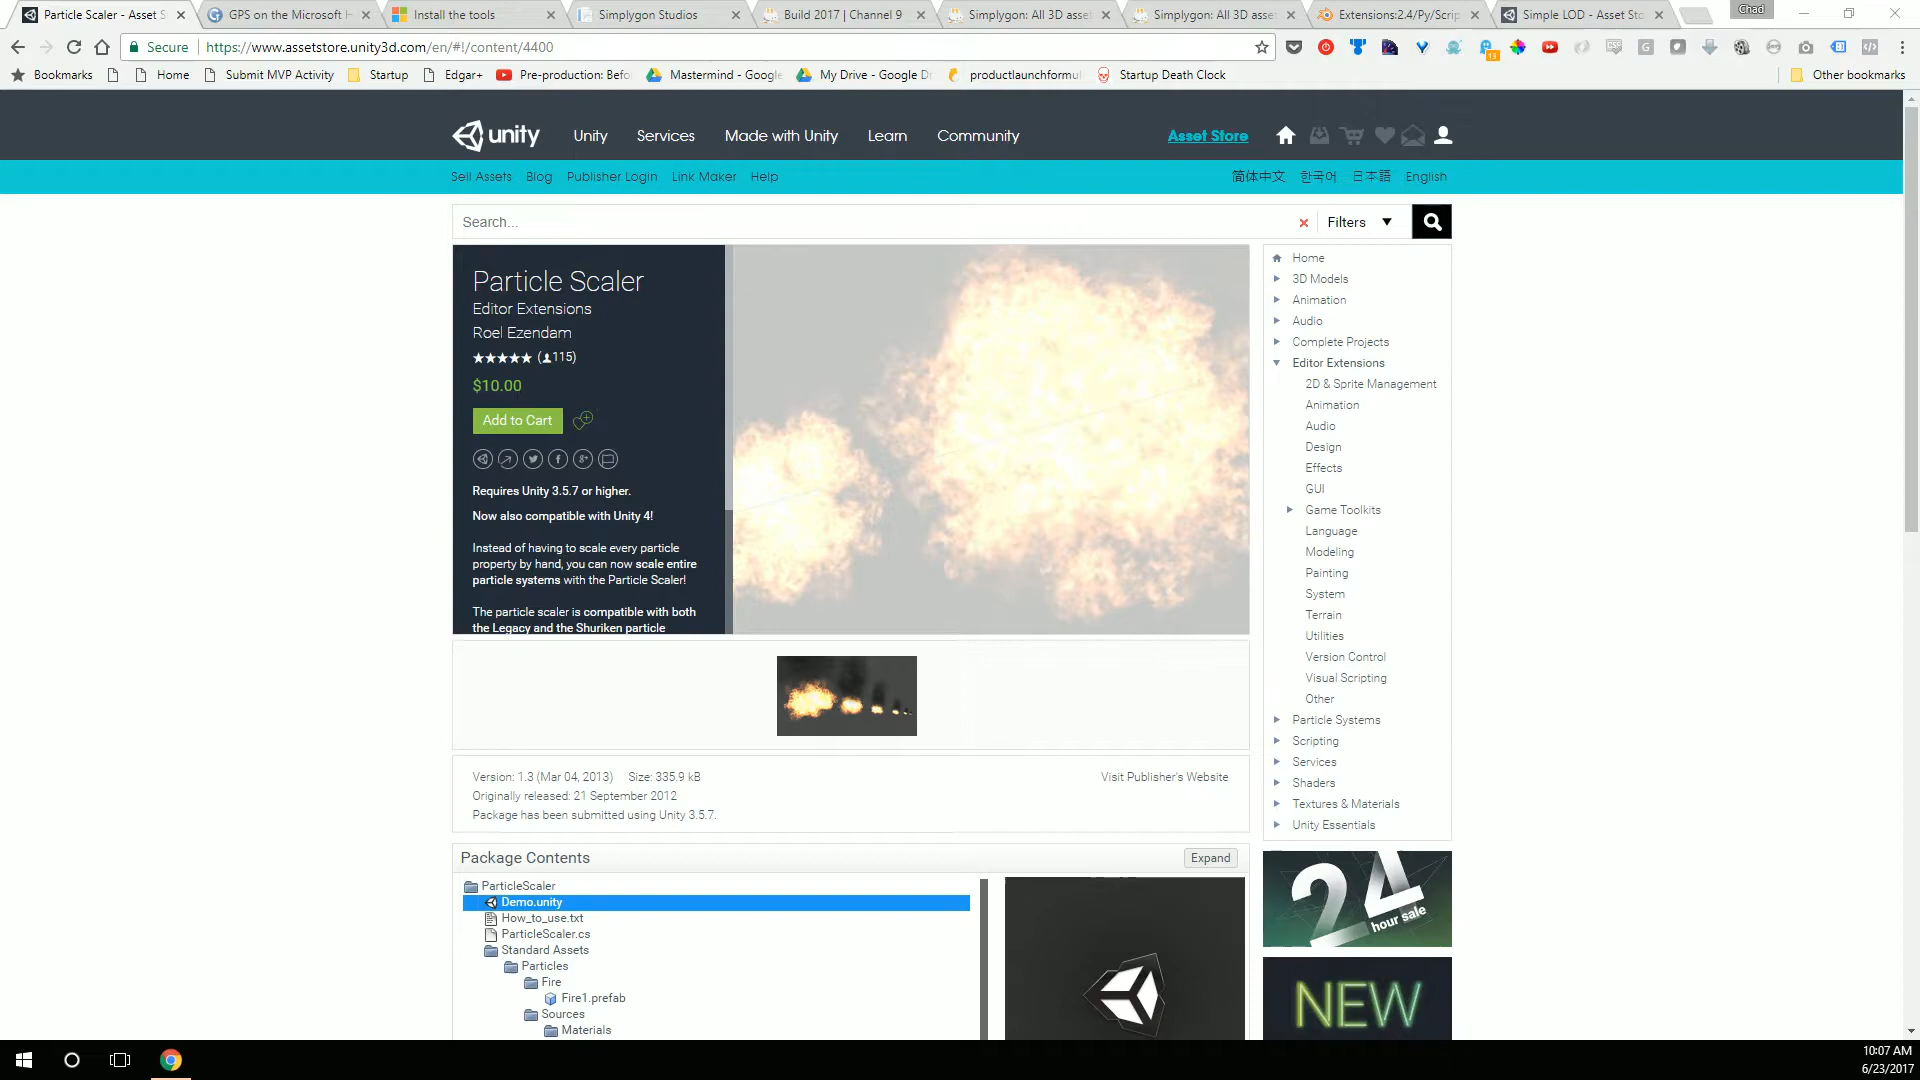 Particle Scaler - Asset S
GPS on the Microsoft H
Install the tools
Simplygon Studios
Build 2017 | Channel 9
Simplygon: All 3D asset
Simplygon: All 3D asset
Extensions:2.4/Py/Scrip
Simple LOD - Asset Sto
Chad
Secure
https://www.assetstore.unity3d.com/en/#!/content/4400
Bookmarks
Home
Submit MVP Activity
Startup
Edgar+
Pre-production: Befo
Mastermind - Google
My Drive - Google Dr
productlaunchformul
Startup Death Clock
Other bookmarks
unity
Unity
Services
Made with Unity
Learn
Community
Asset Store
Sell Assets
Blog
Publisher Login
Link Maker
Help
简体中文
한국어
日本語
English
Search...
Filters
Particle Scaler
Editor Extensions
Roel Ezendam
★★★★★ (115)
$10.00
Add to Cart
Requires Unity 3.5.7 or higher.
Now also compatible with Unity 4!
Instead of having to scale every particle
property by hand, you can now scale entire
particle systems with the Particle Scaler!
The particle scaler is compatible with both
the Legacy and the Shuriken particle
Home
3D Models
Animation
Audio
Complete Projects
Editor Extensions
2D & Sprite Management
Animation
Audio
Design
Effects
GUI
Game Toolkits
Language
Modeling
Painting
System
Terrain
Utilities
Version Control
Visual Scripting
Other
Particle Systems
Scripting
Services
Shaders
Textures & Materials
Unity Essentials
Version: 1.3 (Mar 04, 2013)
Size: 335.9 kB
Visit Publisher's Website
Originally released: 21 September 2012
Package has been submitted using Unity 3.5.7.
Package Contents
Expand
ParticleScaler
Demo.unity
How_to_use.txt
ParticleScaler.cs
Standard Assets
Particles
Fire
Fire1.prefab
Sources
Materials
24
hour sale
NEW
10:07 AM
6/23/2017